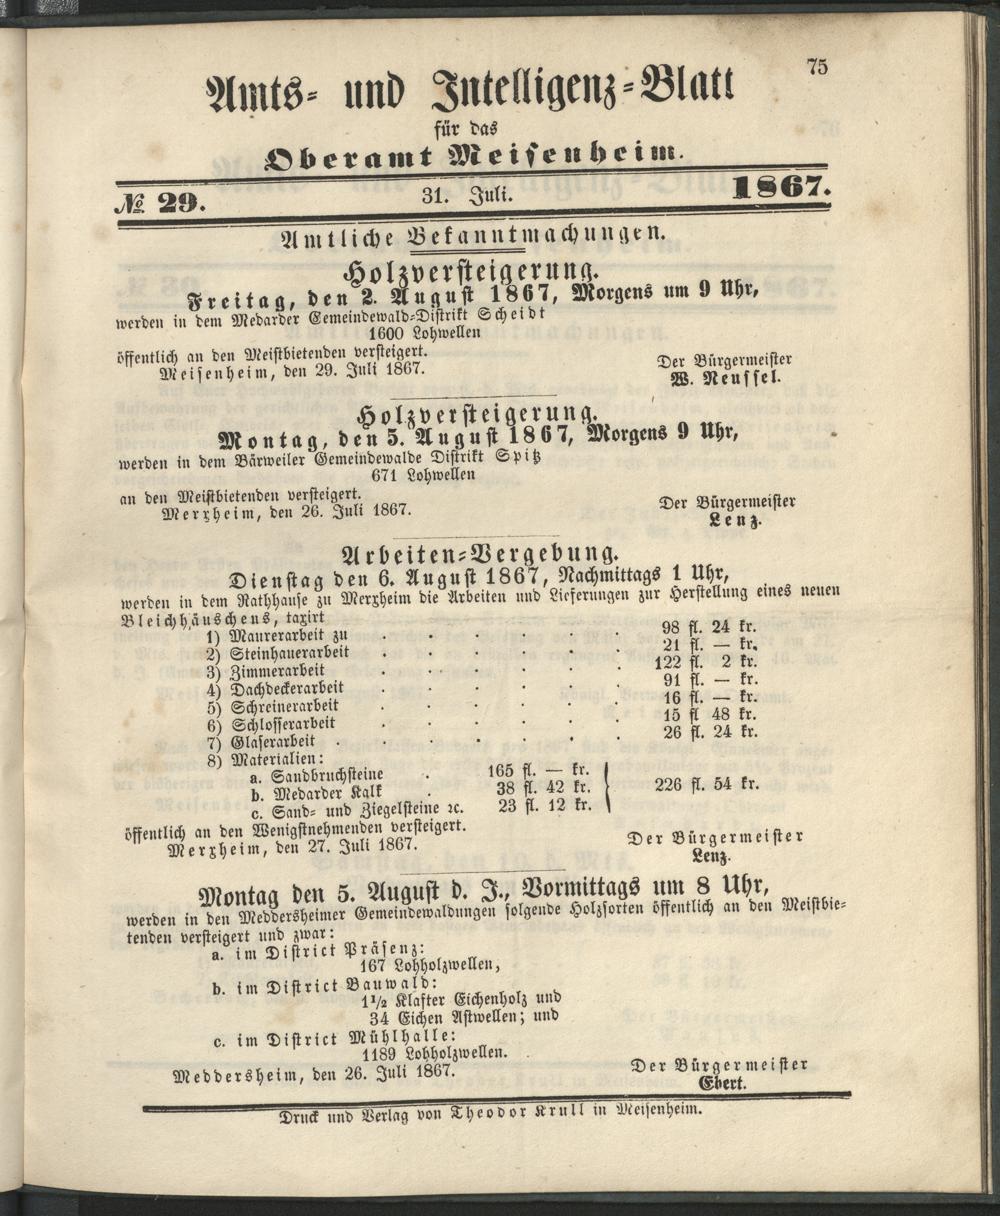 75
Amts- und Intelligenz-Blatt
für das
Oberamt Meisenheim.
№ 29. 31. Juli. 1867.
Amtliche Bekanntmachungen.
Holzversteigerung.
Freitag, den 2. August 1867, Morgens um 9 Uhr,
werden in dem Medarder Gemeindewald-Distrikt Scheidt
1600 Lohwellen
öffentlich an den Meistbietenden versteigert.
Meisenheim, den 29. Juli 1867.
Der Bürgermeister
W. Neussel.
Holzversteigerung.
Montag, den 5. August 1867, Morgens 9 Uhr,
werden in dem Bärweiler Gemeindewalde Distrikt Spitz
671 Lohwellen
an den Meistbietenden versteigert.
Merxheim, den 26. Juli 1867.
Der Bürgermeister
Lenz.
Arbeiten-Vergebung.
Dienstag den 6. August 1867, Nachmittags 1 Uhr,
werden in dem Rathhause zu Merxheim die Arbeiten und Lieferungen zur Herstellung eines neuen
Bleichhäuschens, taxirt
1) Maurerarbeit zu . . . . . . 98 fl. 24 kr.
2) Steinhauerarbeit . . . . . . 21 fl. — kr.
3) Zimmerarbeit . . . . . . 122 fl. 2 kr.
4) Dachdeckerarbeit . . . . . . 91 fl. — kr.
5) Schreinerarbeit . . . . . . 16 fl. — kr.
6) Schlosserarbeit . . . . . . 15 fl 48 kr.
7) Glaserarbeit . . . . . . . 26 fl. 24 kr.
8) Materialien:
a. Sandbruchsteine . 165 fl. — kr.
b. Medarder Kalk . 38 fl. 42 kr. } 226 fl. 54 kr.
c. Sand- und Ziegelsteine ꝛc. 23 fl. 12 kr.
öffentlich an den Wenigstnehmenden versteigert.
Merxheim, den 27. Juli 1867.
Der Bürgermeister
Lenz.
Montag den 5. August d. J., Vormittags um 8 Uhr,
werden in den Meddersheimer Gemeindewaldungen folgende Holzsorten öffentlich an den Meistbie-
tenden versteigert und zwar:
a. im District Präsenz:
167 Lohholzwellen,
b. im District Bauwald:
1½ Klafter Eichenholz und
34 Eichen Astwellen; und
c. im District Mühlhalle:
1189 Lohholzwellen.
Meddersheim, den 26. Juli 1867.
Der Bürgermeister
Ebert.
Druck und Verlag von Theodor Krull in Meisenheim.